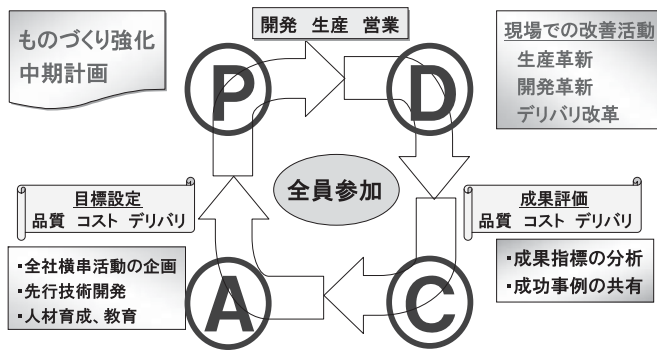 ものづくり強化
中期計画
開発 生産 営業
現場での改善活動
生産革新
開発革新
デリバリ改革
P
D
全員参加
目標設定
品質 コスト デリバリ
成果評価
品質 コスト デリバリ
・全社横串活動の企画
・先行技術開発
・人材育成、教育
A
C
・成果指標の分析
・成功事例の共有